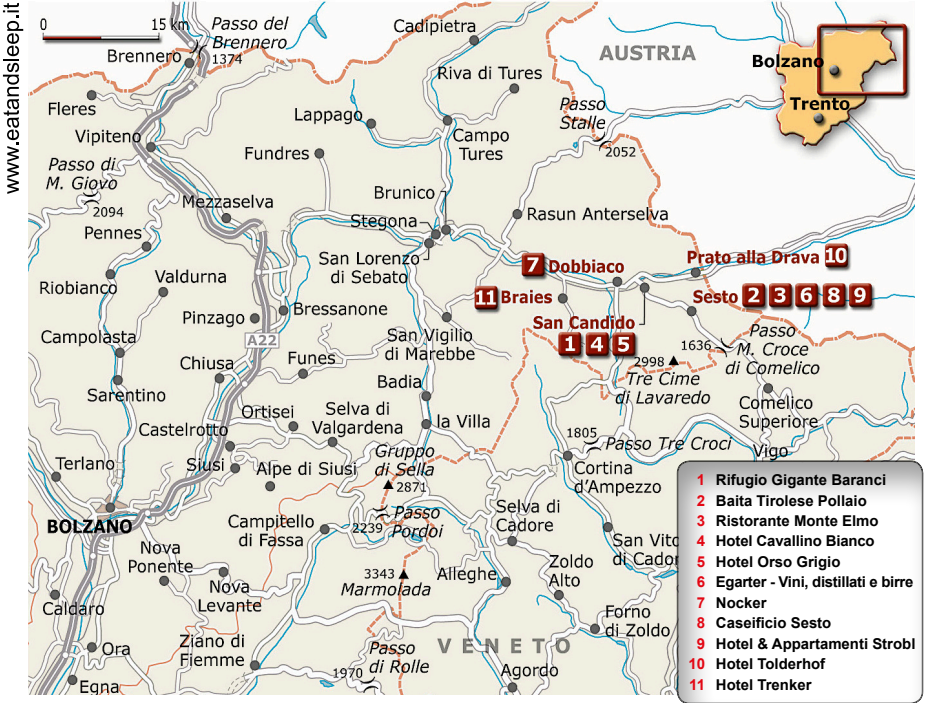 www.eatandsleep.it
0 15 km
Passo del
Brennero
1374
Brennero
Cadipietra
AUSTRIA
Bolzano
Trento
Riva di Tures
Fleres
Lappago
Campo
Tures
Passo
Stalle
2052
Vipiteno
Fundres
Passo di
M. Giovo
2094
Mezzaselva
Brunico
Stegona
Rasun Anterselva
Pennes
San Lorenzo
di Sebato
7 Dobbiaco
Prato alla Drava 10
Riobianco
Valdurna
11 Braies
Sesto 2 3 6 8 9
Pinzago
Bressanone
San Candido
1 4 5
A22
San Vigilio
di Marebbe
Campolasta
1636
Passo
M. Croce
di Comelico
Chiusa
Funes
2998
Tre Cime
di Lavaredo
Badia
Sarentino
Comelico
Superiore
Ortisei
Selva di
Valgardena
la Villa
Castelrotto
1805
Passo Tre Croci
Vigo
Gruppo
di Sella
2871
Terlano
Siusi
Alpe di Siusi
Cortina
d'Ampezzo
BOLZANO
Campitello
di Fassa
2239
Passo
Pordoi
Selva di
Cadore
San Vito
di Cador
Nova
Ponente
Nova
Levante
3343
Marmolada
Alleghe
Zoldo
Alto
Caldaro
Forno
di Zoldo
Ora
Ziano di
Fiemme
VENETO
Passo
di Rolle
1970
Agordo
Egna
1 Rifugio Gigante Baranci
2 Baita Tirolese Pollaio
3 Ristorante Monte Elmo
4 Hotel Cavallino Bianco
5 Hotel Orso Grigio
6 Egarter - Vini, distillati e birre
7 Nocker
8 Caseificio Sesto
9 Hotel & Appartamenti Strobl
10 Hotel Tolderhof
11 Hotel Trenker